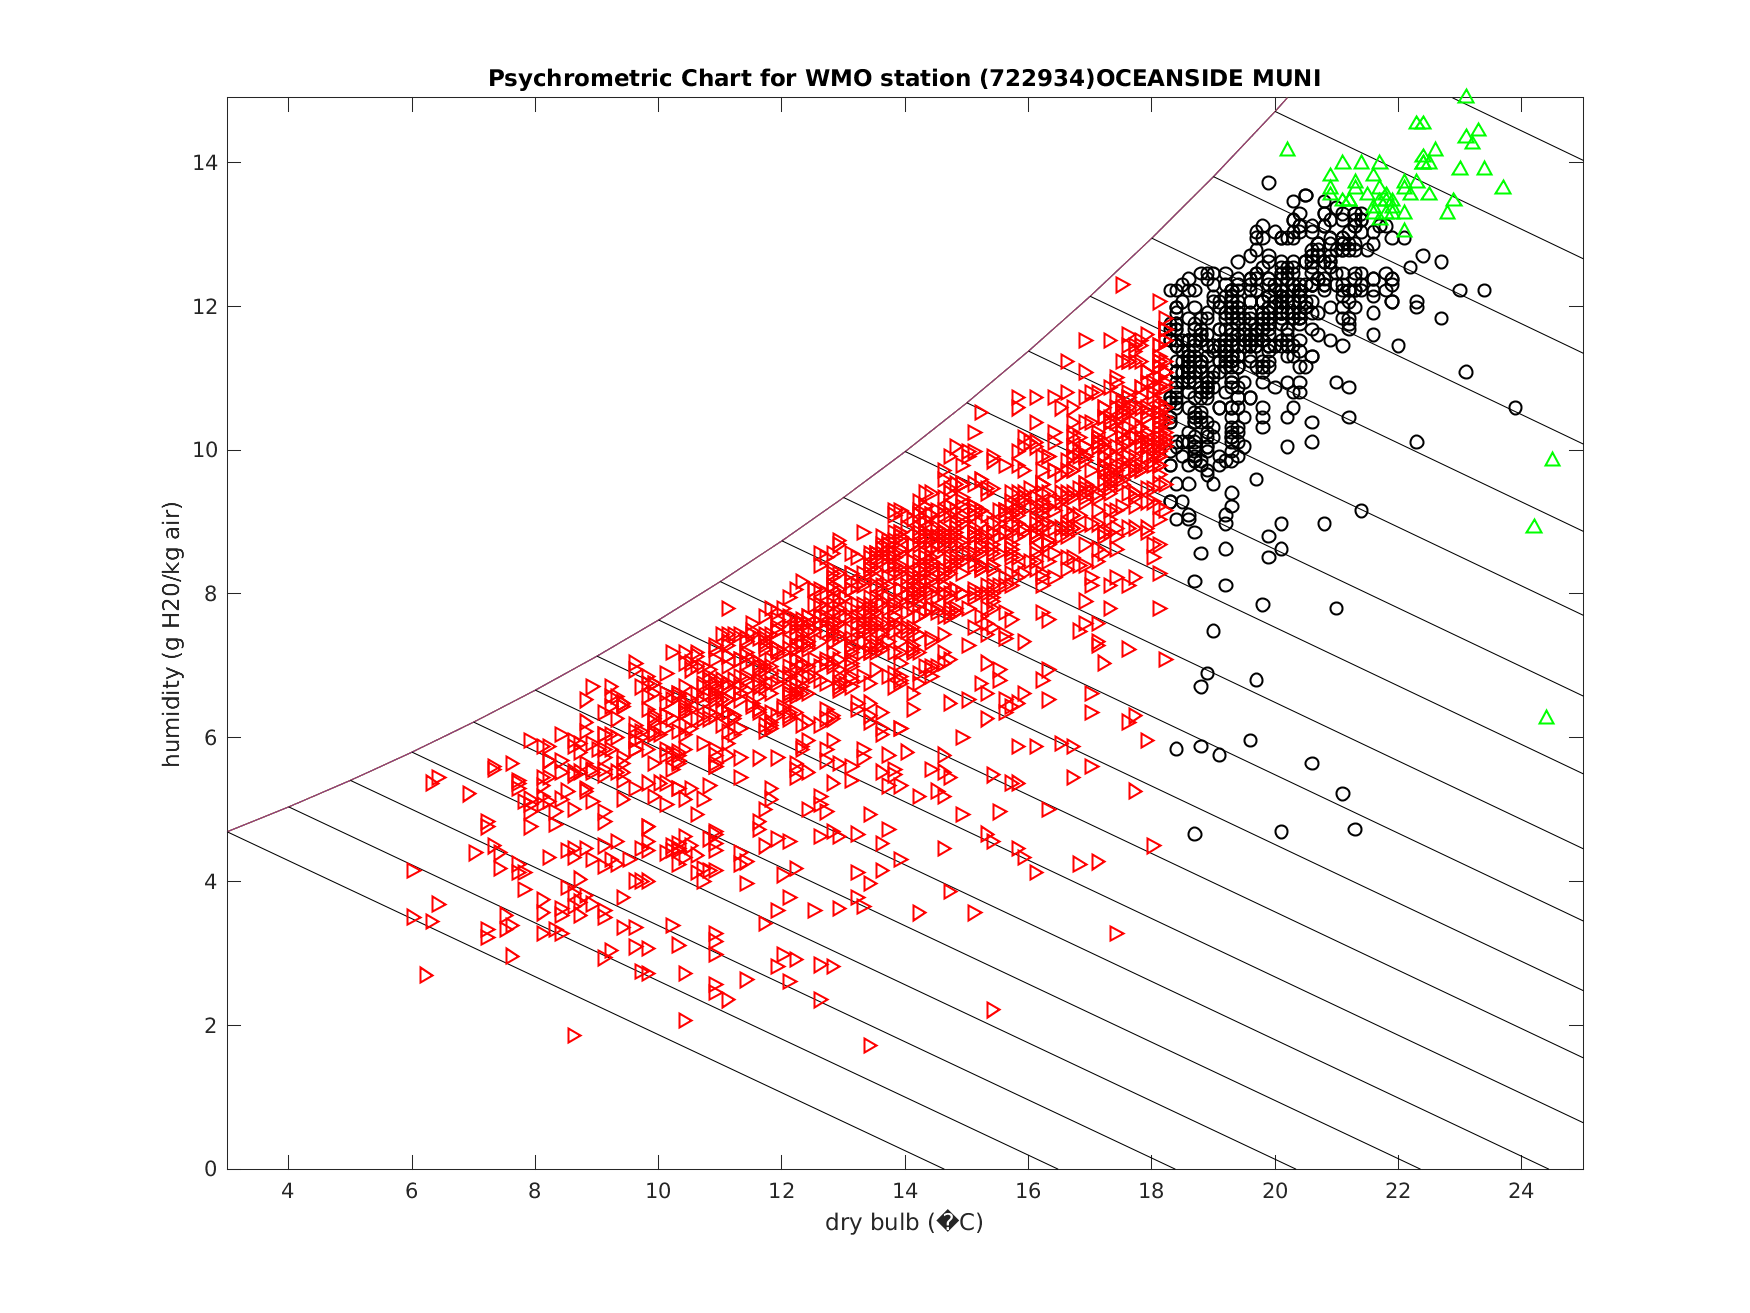 Psychrometric Chart for WMO station (722934)OCEANSIDE MUNI
humidity (g H20/kg air)
14
12
10
8
6
4
2
0
4 6 8 10 12 14 16 18 20 22 24
dry bulb (�C)